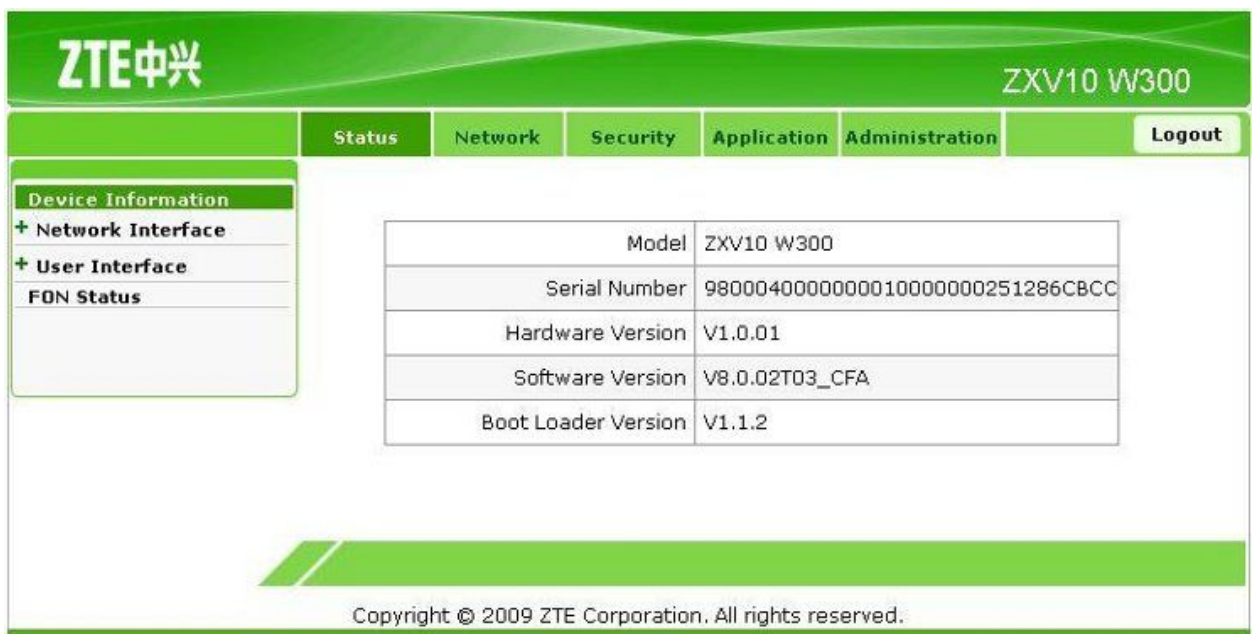 ZTE中兴
ZXV10 W300
Status Network Security Application Administration Logout
Device Information
+ Network Interface
+ User Interface
FON Status
Model ZXV10 W300
Serial Number 98000400000000100000002​51286CBCC
Hardware Version V1.0.01
Software Version V8.0.02T03_CFA
Boot Loader Version V1.1.2
Copyright © 2009 ZTE Corporation. All rights reserved.